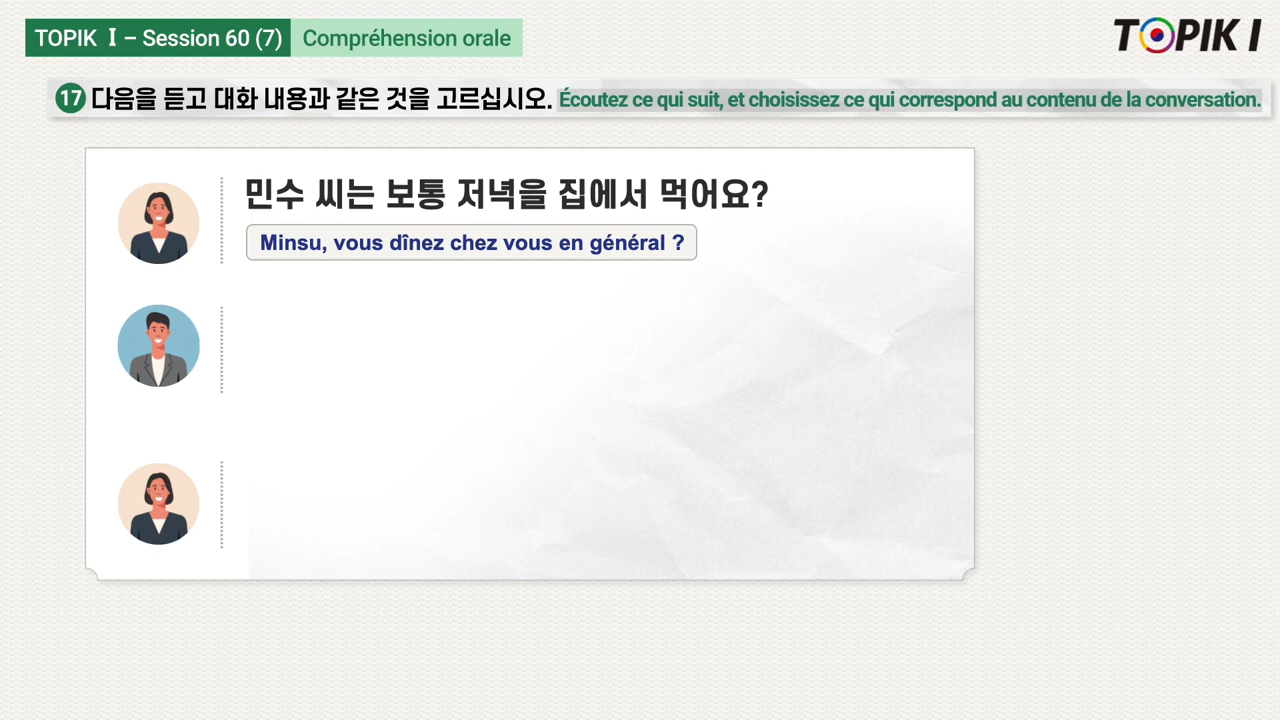 TOPIK Ⅰ – Session 60 (7) Compréhension orale
TOPIK I
17 다음을 듣고 대화 내용과 같은 것을 고르십시오. Écoutez ce qui suit, et choisissez ce qui correspond au contenu de la conversation.
민수 씨는 보통 저녁을 집에서 먹어요?
Minsu, vous dînez chez vous en général ?